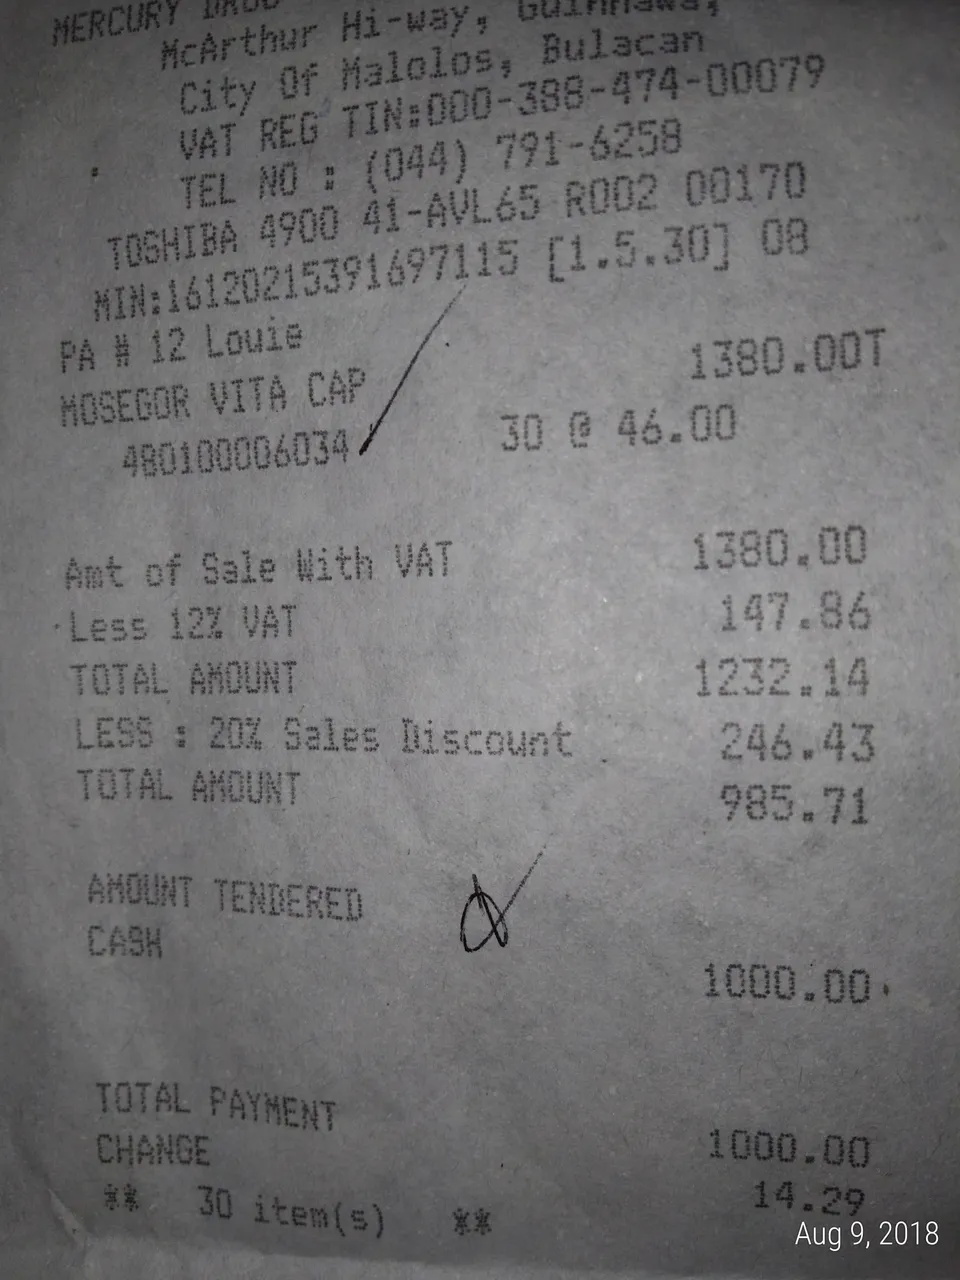 MERCURY DRUG
McArthur Hi-way, Guinhawa,
City Of Malolos, Bulacan
VAT REG TIN:000-388-474-00079
TEL NO : (044) 791-6258
TOSHIBA 4900 41-AVL65 R002 00170
MIN:16120215391697115 [1.5.30] 08
PA # 12 Louie
MOSEGOR VITA CAP 1380.00T
480100006034 30 @ 46.00
Amt of Sale With VAT 1380.00
Less 12% VAT 147.86
TOTAL AMOUNT 1232.14
LESS : 20% Sales Discount 246.43
TOTAL AMOUNT 985.71
AMOUNT TENDERED
CASH 1000.00
TOTAL PAYMENT 1000.00
CHANGE 14.29
** 30 item(s) **
Aug 9, 2018